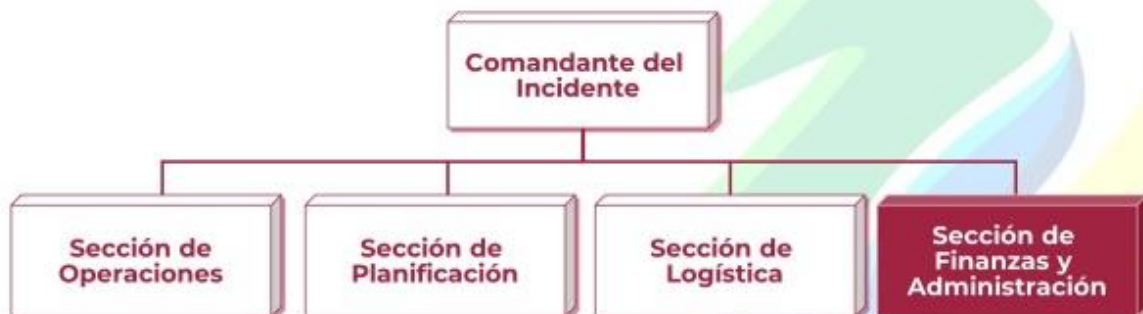 Comandante del
Incidente
Sección de
Operaciones
Sección de
Planificación
Sección de
Logística
Sección de
Finanzas y
Administración